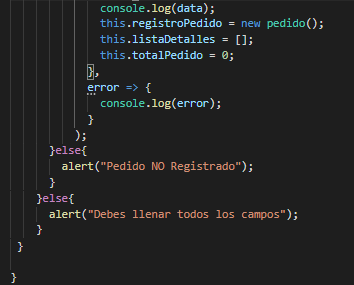 console.log(data);
this.registroPedido = new pedido();
this.listaDetalles = [];
this.totalPedido = 0;
},
error => {
console.log(error);
}
);
}else{
alert("Pedido NO Registrado");
}
}else{
alert("Debes llenar todos los campos");
}
}
}